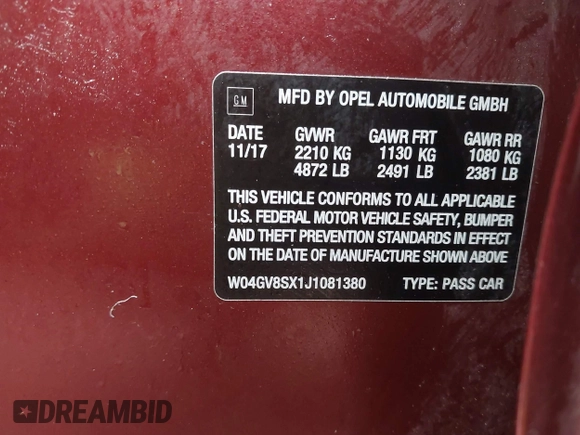 GM MFD BY OPEL AUTOMOBILE GMBH
DATE GVWR GAWR FRT GAWR RR
11/17 2210 KG 1130 KG 1080 KG
4872 LB 2491 LB 2381 LB
THIS VEHICLE CONFORMS TO ALL APPLICABLE
U.S. FEDERAL MOTOR VEHICLE SAFETY, BUMPER
AND THEFT PREVENTION STANDARDS IN EFFECT
ON THE DATE OF MANUFACTURE SHOWN ABOVE
W04GV8SX1J1081380 TYPE: PASS CAR
DREAMBID